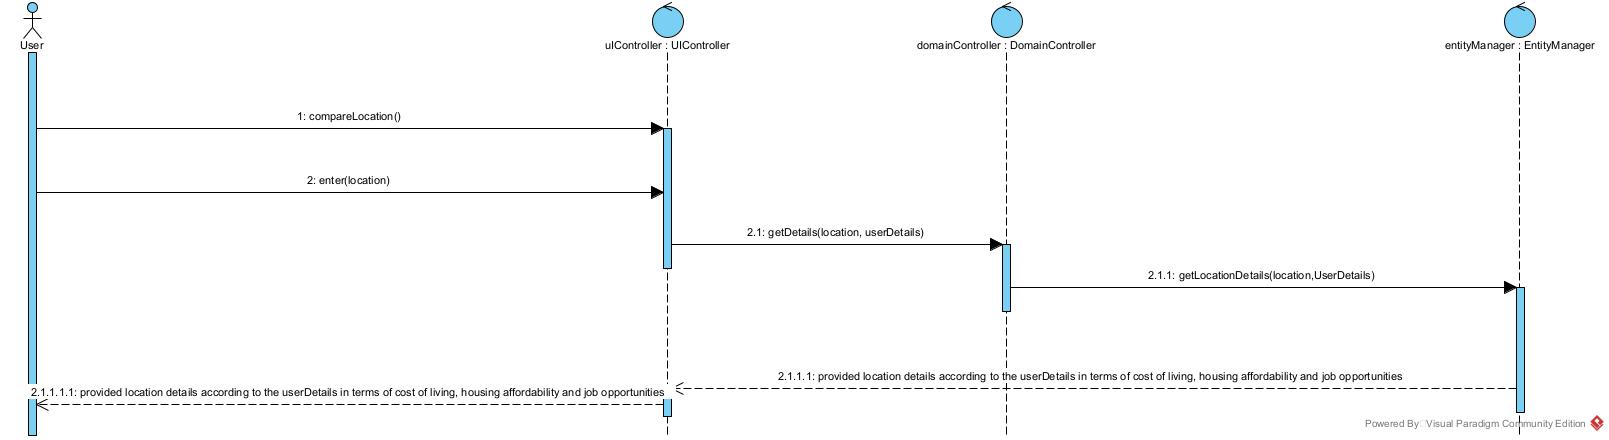 User
uIController : UIController
domainController : DomainController
entityManager : EntityManager
1: compareLocation()
2: enter(location)
2.1: getDetails(location, userDetails)
2.1.1: getLocationDetails(location,UserDetails)
2.1.1.1: provided location details according to the userDetails in terms of cost of living, housing affordability and job opportunities
2.1.1.1.1: provided location details according to the userDetails in terms of cost of living, housing affordability and job opportunities
Powered By: Visual Paradigm Community Edition